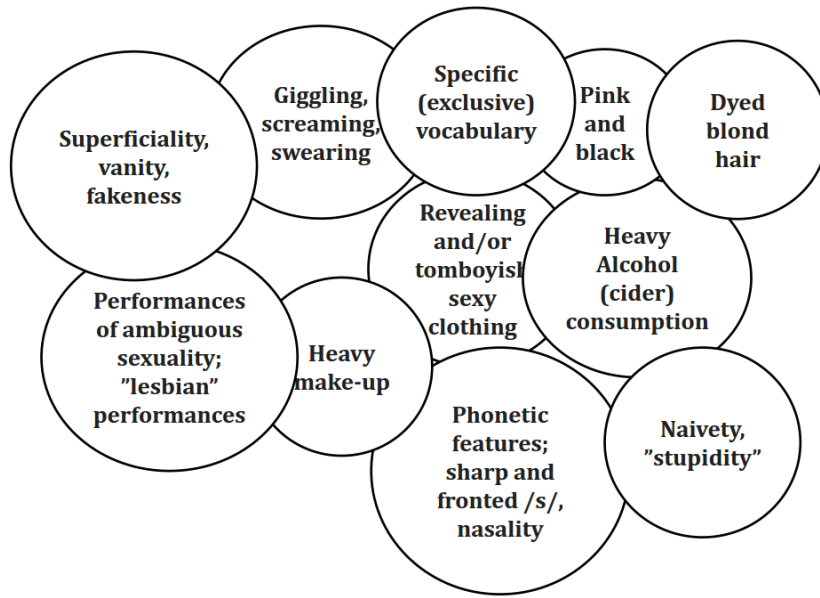 Superficiality,
vanity,
fakeness
Giggling,
screaming,
swearing
Specific
(exclusive)
vocabulary
Pink
and
black
Dyed
blond
hair
Performances
of ambiguous
sexuality;
”lesbian”
performances
Heavy
make-up
Revealing
and/or
tomboyish
sexy
clothing
Heavy
Alcohol
(cider)
consumption
Phonetic
features;
sharp and
fronted /s/,
nasality
Naivety,
”stupidity”